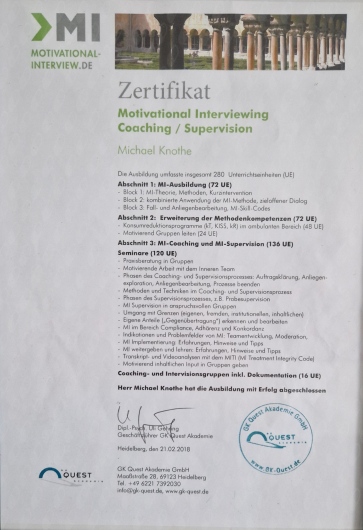 MI
MOTIVATIONAL-
INTERVIEW.DE
Zertifikat
Motivational Interviewing
Coaching / Supervision
Michael Knothe
Die Ausbildung umfasste insgesamt 280 Unterrichtseinheiten (UE)
Abschnitt 1: MI-Ausbildung (72 UE)
- Block 1: MI-Theorie, Methoden, Kurzintervention
- Block 2: kombinierte Anwendung der MI-Methode, zieloffener Dialog
- Block 3: Fall- und Anliegenbearbeitung, MI-Skill-Codes
Abschnitt 2: Erweiterung der Methodenkompetenzen (72 UE)
- Konsumreduktionsprogramme (kT, KISS, kR) im ambulanten Bereich (48 UE)
- Motivierend Gruppen leiten (24 UE)
Abschnitt 3: MI-Coaching und MI-Supervision (136 UE)
Seminare (120 UE)
- Praxisberatung in Gruppen
- Motivierende Arbeit mit dem Inneren Team
- Phasen des Coaching- und Supervisionsprozesses: Auftragsklärung, Anliegen-
exploration, Anliegenbearbeitung, Prozesse beenden
- Methoden und Techniken im Coaching- und Supervisionsprozess
- Phasen des Supervisionsprozesses, z.B. Probesupervision
- MI Supervision in anspruchsvollen Gruppen
- Umgang mit Grenzen (eigenen, fremden, institutionellen, inhaltlichen)
- Eigene Anteile („Gegenübertragung") erkennen und bearbeiten
- MI im Bereich Compliance, Adhärenz und Konkordanz
- Indikationen und Problemfelder von MI: Teamentwicklung, Moderation,
- MI Implementierung: Erfahrungen, Hinweise und Tipps
- MI weitergeben und lehren: Erfahrungen, Hinweise und Tipps
- Transkript- und Videoanalysen mit dem MITI (MI Treatment Integrity Code)
- Motivierend inhaltlichen Input in Gruppen geben
Coaching- und Intervisionsgruppen inkl. Dokumentation (16 UE)
Herr Michael Knothe hat die Ausbildung mit Erfolg abgeschlossen
Dipl.-Psych. Uli Gehring
Geschäftsführer GK Quest Akademie
Heidelberg, den 21.02.2018
GK Quest Akademie GmbH
QUEST
AKADEMIE
www.GK-Quest.de
QUEST
AKADEMIE
GK Quest Akademie GmbH
Maaßstraße 28, 69123 Heidelberg
Tel. +49 6221 7392030
info@gk-quest.de, www.gk-quest.de